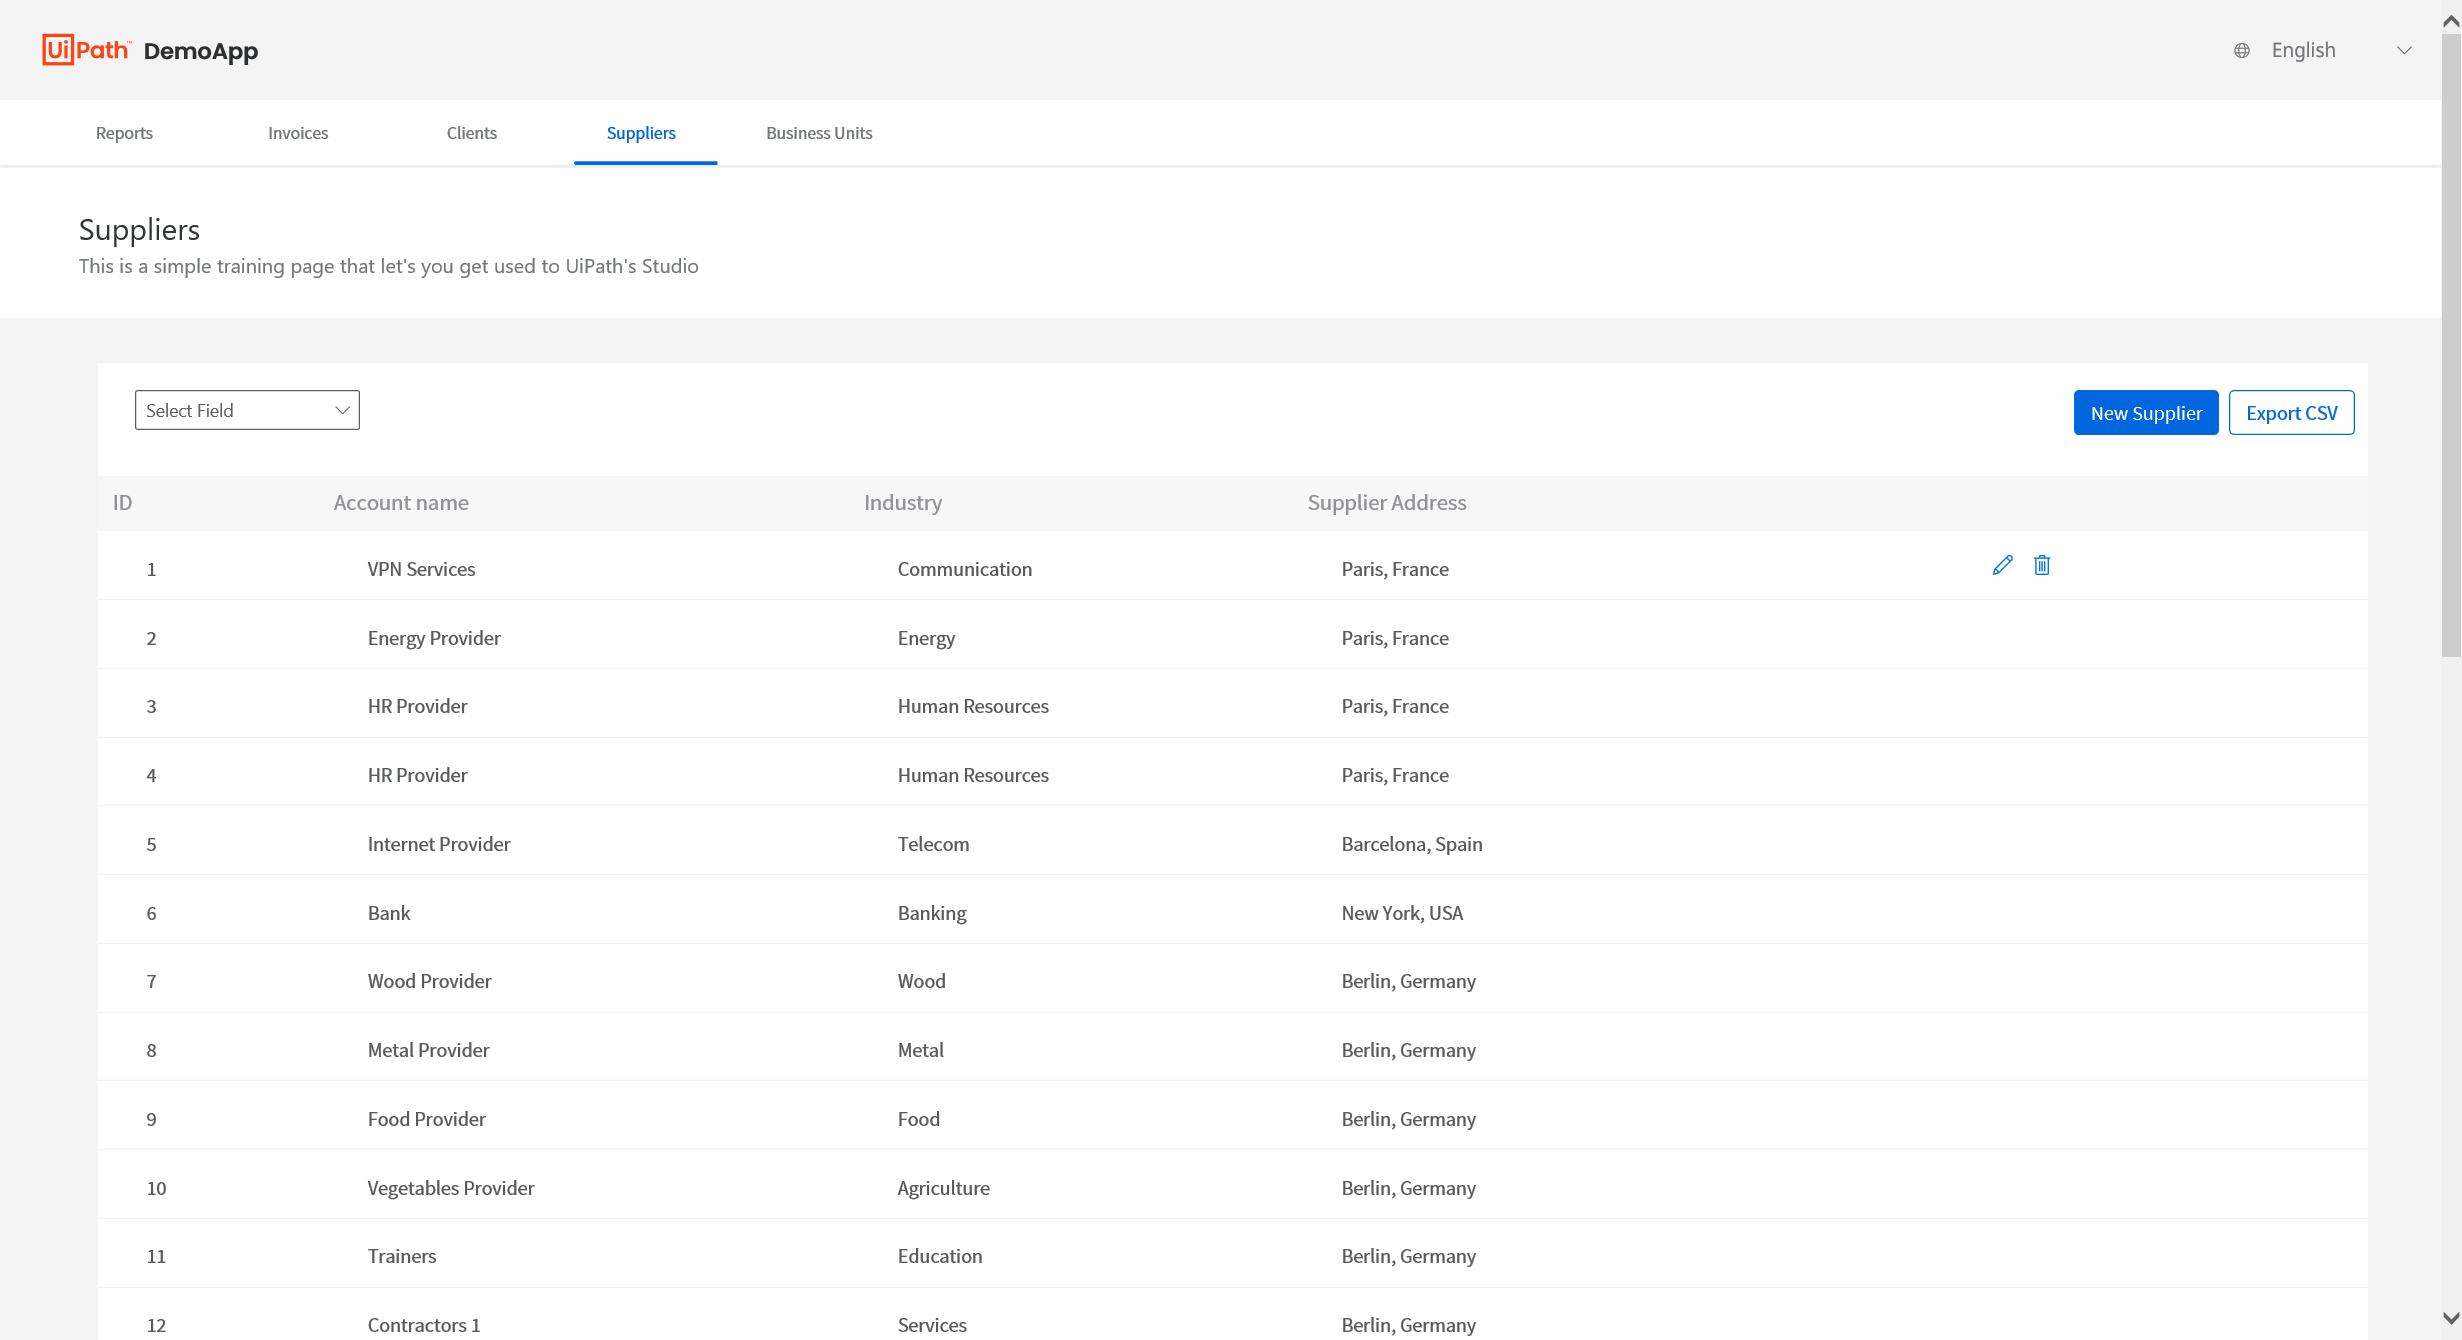 UiPath™ DemoApp
English
Reports Invoices Clients Suppliers Business Units
Suppliers
This is a simple training page that let's you get used to UiPath's Studio
Select Field
New Supplier Export CSV
ID Account name Industry Supplier Address
1 VPN Services Communication Paris, France
2 Energy Provider Energy Paris, France
3 HR Provider Human Resources Paris, France
4 HR Provider Human Resources Paris, France
5 Internet Provider Telecom Barcelona, Spain
6 Bank Banking New York, USA
7 Wood Provider Wood Berlin, Germany
8 Metal Provider Metal Berlin, Germany
9 Food Provider Food Berlin, Germany
10 Vegetables Provider Agriculture Berlin, Germany
11 Trainers Education Berlin, Germany
12 Contractors 1 Services Berlin, Germany